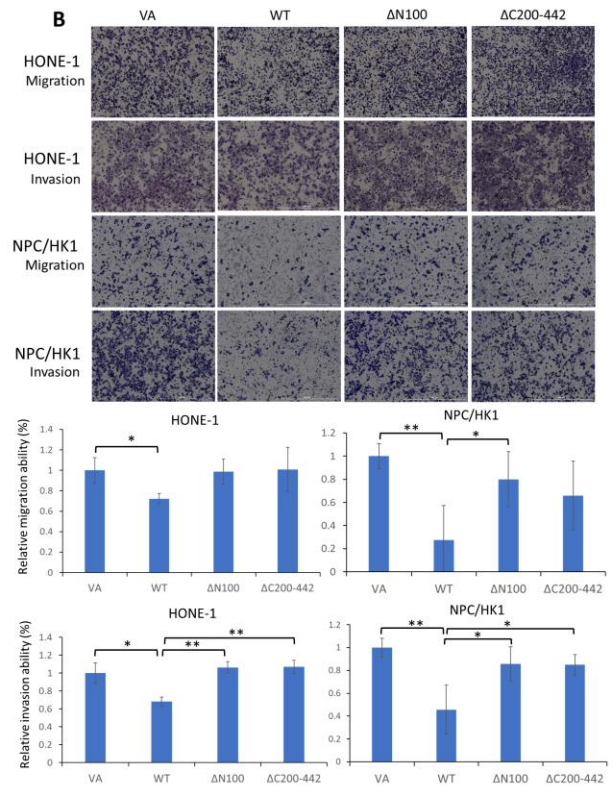 B VA WT ΔN100 ΔC200-442
HONE-1
Migration
HONE-1
Invasion
NPC/HK1
Migration
NPC/HK1
Invasion
HONE-1
Relative migration ability (%)
1.4
1.2
1
0.8
0.6
0.4
0.2
0
*
VA WT ΔN100 ΔC200-442
NPC/HK1
1.2
1
0.8
0.6
0.4
0.2
0
** *
VA WT ΔN100 ΔC200-442
HONE-1
Relative invasion ability (%)
1.4
1.2
1
0.8
0.6
0.4
0.2
0
**
* **
VA WT ΔN100 ΔC200-442
NPC/HK1
1.2
1
0.8
0.6
0.4
0.2
0
** *
*
VA WT ΔN100 ΔC200-442